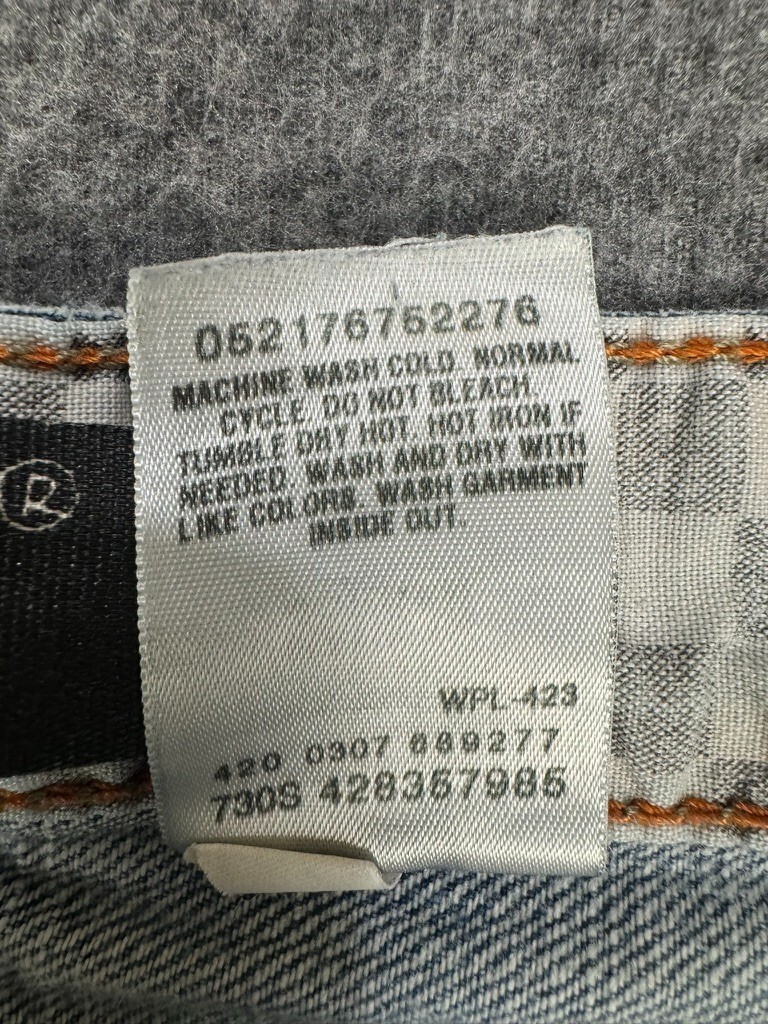 ®
052176752276
MACHINE WASH COLD. NORMAL
CYCLE. DO NOT BLEACH.
TUMBLE DRY HOT. HOT IRON IF
NEEDED. WASH AND DRY WITH
LIKE COLORS. WASH GARMENT
INSIDE OUT.
WPL-423
420 0307 669277
730S 428357985